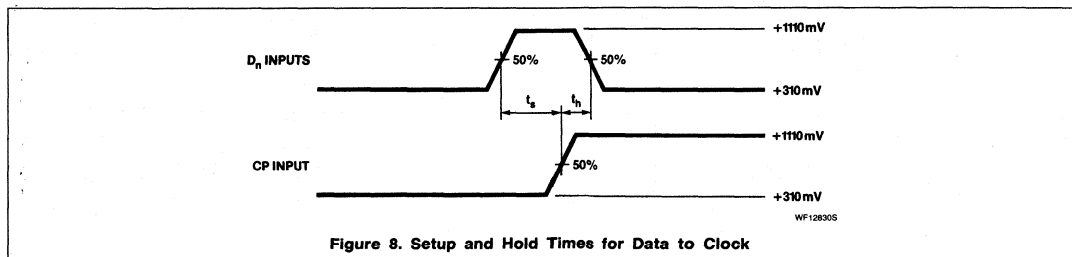 +1110mV
Dn INPUTS
50%
50%
+310mV
ts
th
+1110mV
CP INPUT
50%
+310mV
WF12830S
Figure 8. Setup and Hold Times for Data to Clock